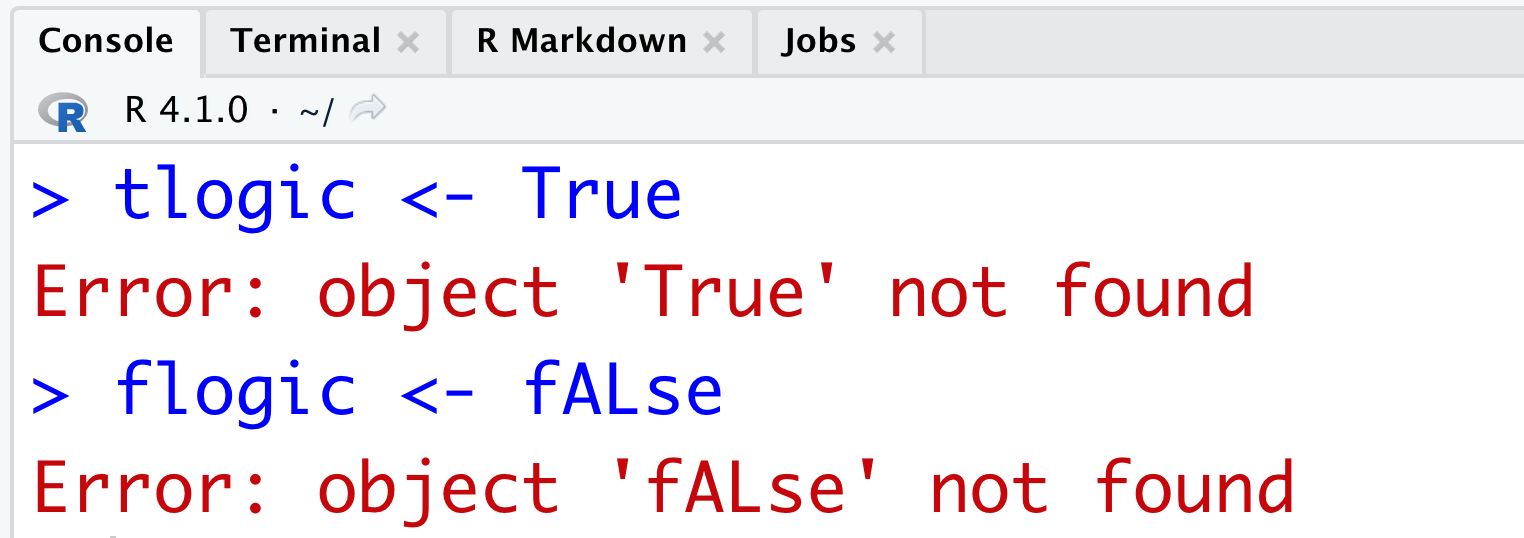 Console Terminal × R Markdown × Jobs ×
R R 4.1.0 · ~/
> tlogic <- True
Error: object 'True' not found
> flogic <- fALse
Error: object 'fALse' not found